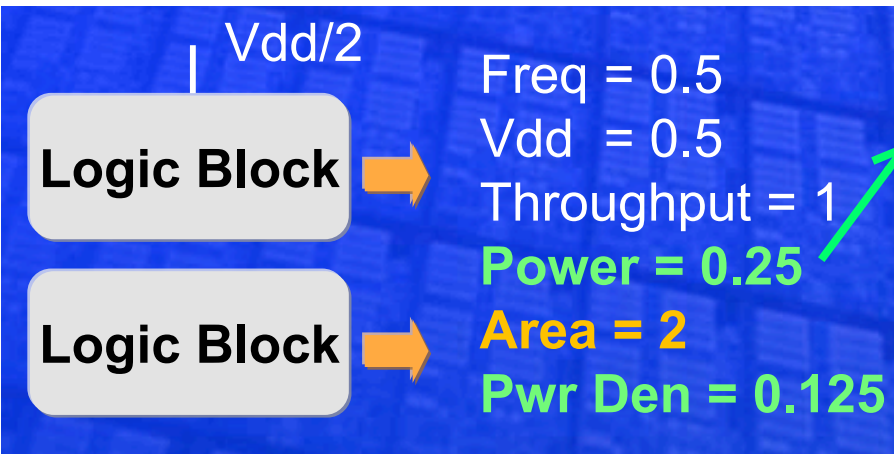 Vdd/2
Logic Block
Logic Block
Freq = 0.5
Vdd = 0.5
Throughput = 1
Power = 0.25
Area = 2
Pwr Den = 0.125